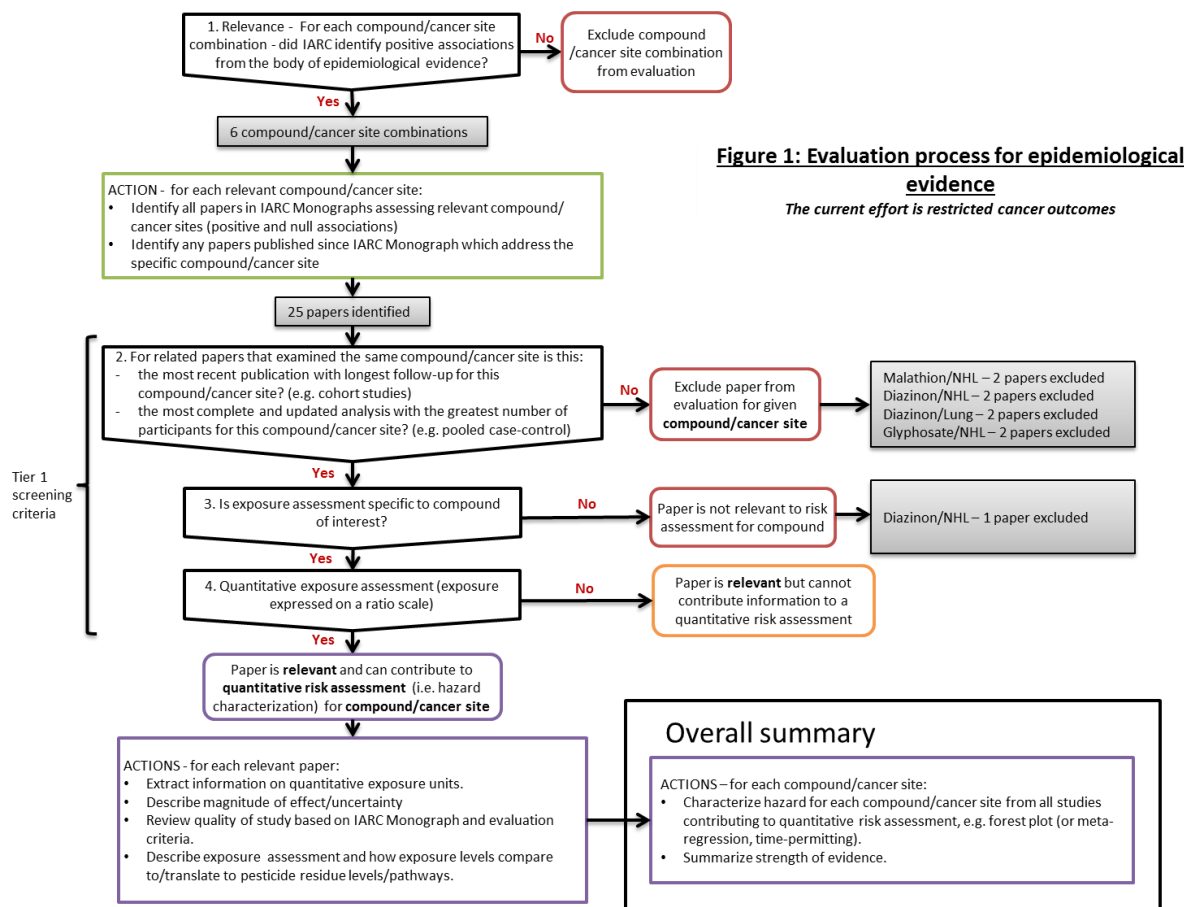 1. Relevance - For each compound/cancer site
combination - did IARC identify positive associations
from the body of epidemiological evidence?
No
Exclude compound
/cancer site combination
from evaluation
Yes
6 compound/cancer site combinations
Figure 1: Evaluation process for epidemiological
evidence
The current effort is restricted cancer outcomes
ACTION - for each relevant compound/cancer site:
• Identify all papers in IARC Monographs assessing relevant compound/
cancer sites (positive and null associations)
• Identify any papers published since IARC Monograph which address the
specific compound/cancer site
25 papers identified
Tier 1
screening
criteria
2. For related papers that examined the same compound/cancer site is this:
- the most recent publication with longest follow-up for this
compound/cancer site? (e.g. cohort studies)
- the most complete and updated analysis with the greatest number of
participants for this compound/cancer site? (e.g. pooled case-control)
No
Exclude paper from
evaluation for given
compound/cancer site
Malathion/NHL – 2 papers excluded
Diazinon/NHL – 2 papers excluded
Diazinon/Lung – 2 papers excluded
Glyphosate/NHL – 2 papers excluded
Yes
3. Is exposure assessment specific to compound
of interest?
No
Paper is not relevant to risk
assessment for compound
Diazinon/NHL – 1 paper excluded
Yes
4. Quantitative exposure assessment (exposure
expressed on a ratio scale)
No
Paper is relevant but cannot
contribute information to a
quantitative risk assessment
Yes
Paper is relevant and can contribute to
quantitative risk assessment (i.e. hazard
characterization) for compound/cancer site
ACTIONS - for each relevant paper:
• Extract information on quantitative exposure units.
• Describe magnitude of effect/uncertainty
• Review quality of study based on IARC Monograph and evaluation
criteria.
• Describe exposure assessment and how exposure levels compare
to/translate to pesticide residue levels/pathways.
Overall summary
ACTIONS – for each compound/cancer site:
• Characterize hazard for each compound/cancer site from all studies
contributing to quantitative risk assessment, e.g. forest plot (or meta-
regression, time-permitting).
• Summarize strength of evidence.